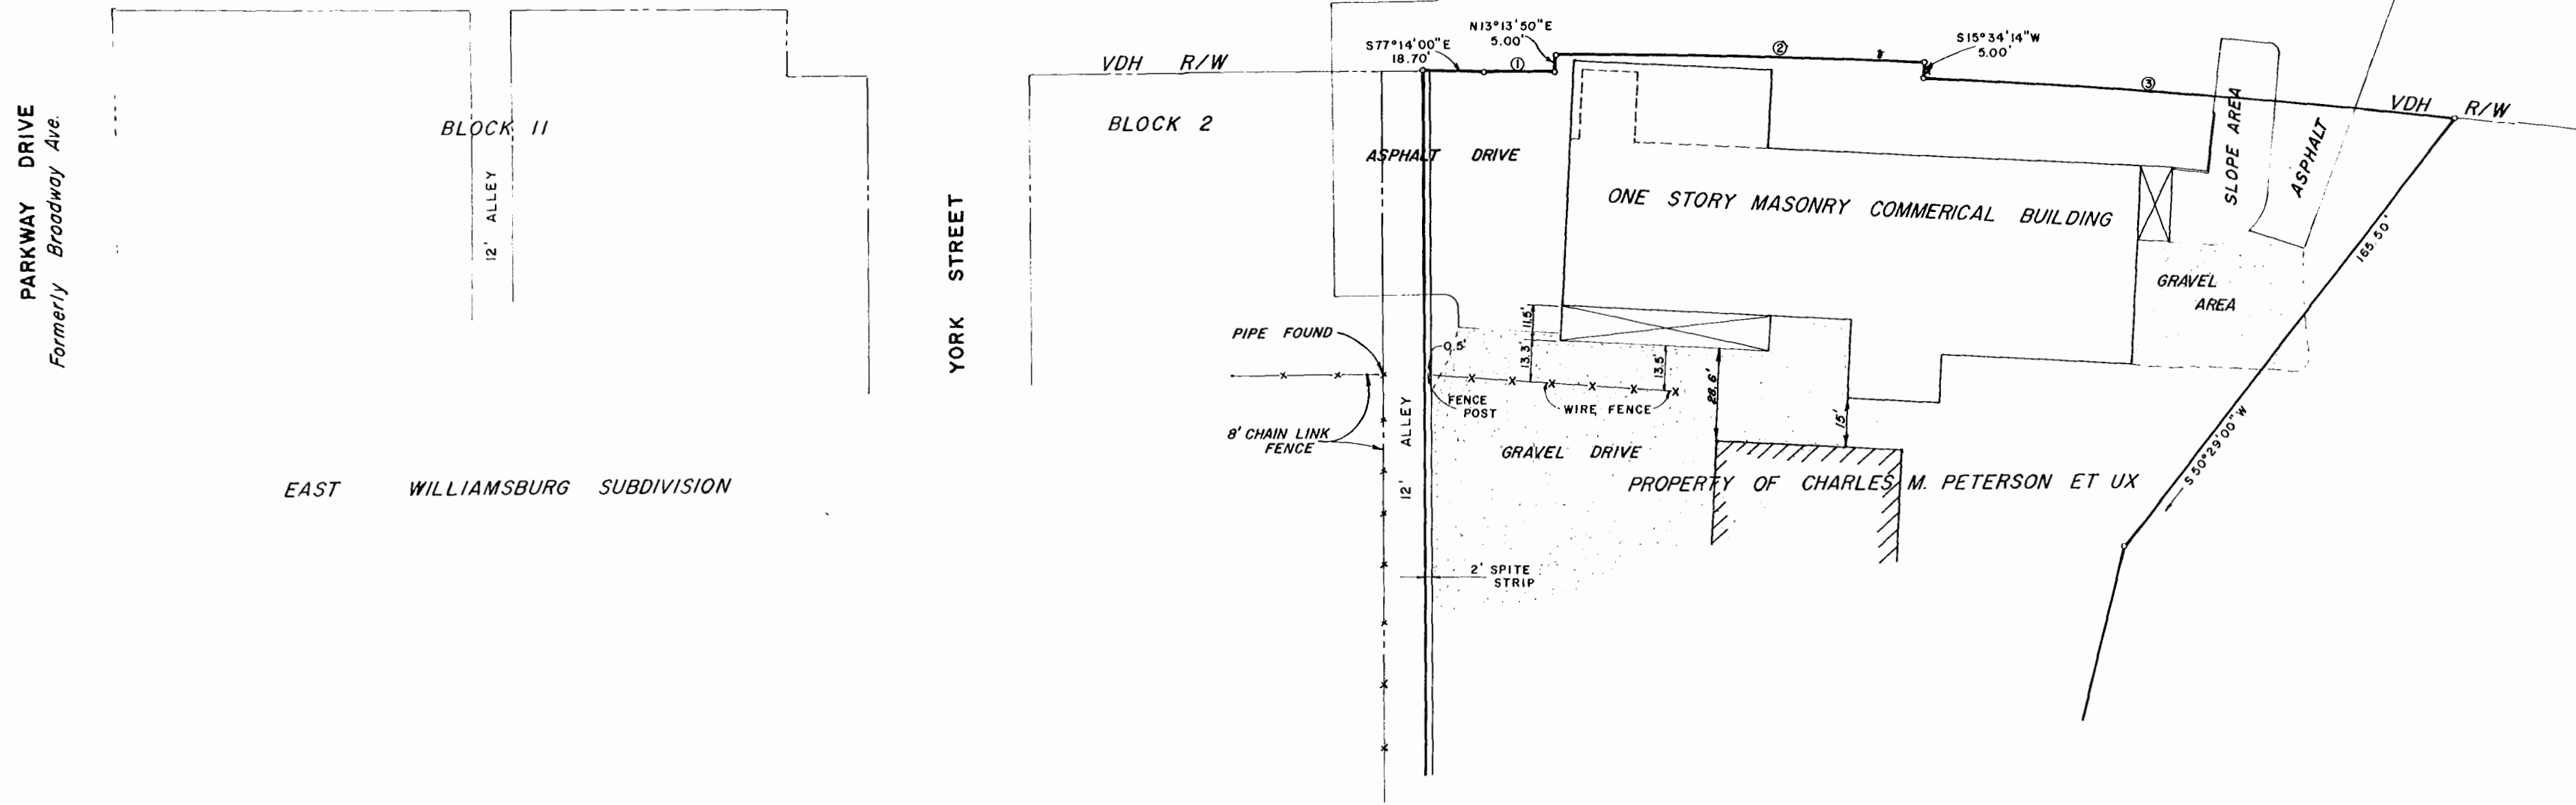 PARKWAY DRIVE
Formerly Broadway Ave.
BLOCK 11
12' ALLEY
EAST WILLIAMSBURG SUBDIVISION
YORK STREET
VDH R/W
BLOCK 2
S77°14'00"E
18.70'
N13°13'50"E
5.00'
①
②
S15°34'14"W
5.00'
③
VDH R/W
ASPHALT DRIVE
ONE STORY MASONRY COMMERICAL BUILDING
SLOPE AREA
ASPHALT
165.50'
GRAVEL
AREA
PIPE FOUND
0.5'
11.5'
13.3'
13.5'
28.6'
15'
FENCE
POST
WIRE FENCE
8' CHAIN LINK
FENCE
12' ALLEY
GRAVEL DRIVE
PROPERTY OF CHARLES M. PETERSON ET UX
S50°29'00"W
2' SPITE
STRIP